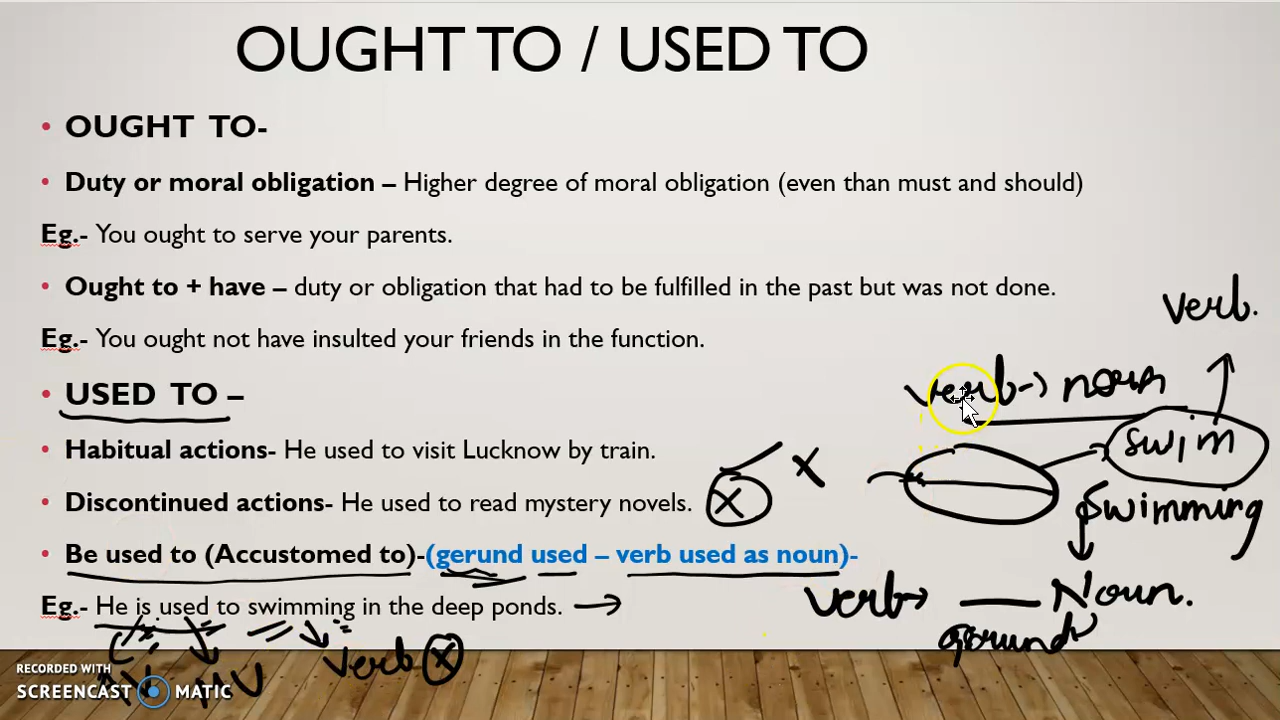 OUGHT TO / USED TO
• OUGHT TO-
• Duty or moral obligation – Higher degree of moral obligation (even than must and should)
Eg.- You ought to serve your parents.
• Ought to + have – duty or obligation that had to be fulfilled in the past but was not done.
Eg.- You ought not have insulted your friends in the function.
verb.
• USED TO –
verb → noun
swim
• Habitual actions- He used to visit Lucknow by train.
x
• Discontinued actions- He used to read mystery novels.
x
swimming
• Be used to (Accustomed to)-(gerund used – verb used as noun)-
Eg.- He is used to swimming in the deep ponds. →
verb → Noun.
gerund
verb x
MV
RECORDED WITH
SCREENCAST MATIC